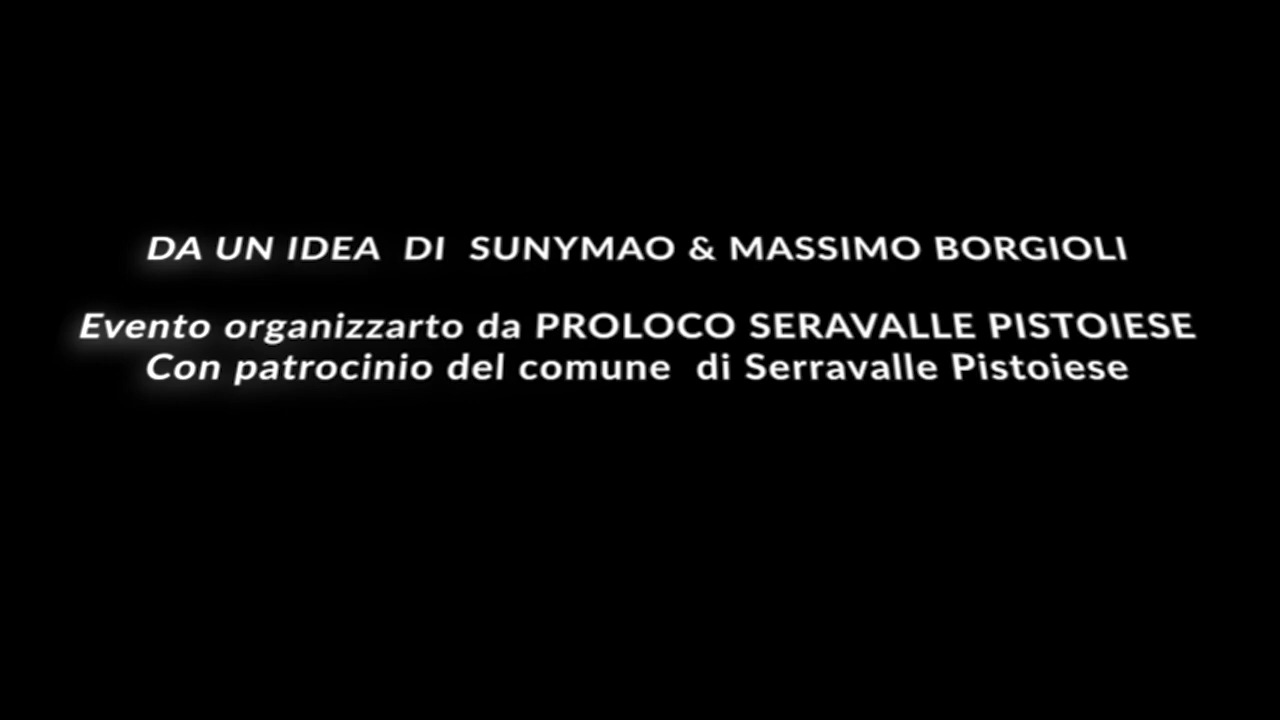 DA UN IDEA DI SUNYMAO & MASSIMO BORGIOLI
Evento organizzarto da PROLOCO SERAVALLE PISTOIESE
Con patrocinio del comune di Serravalle Pistoiese